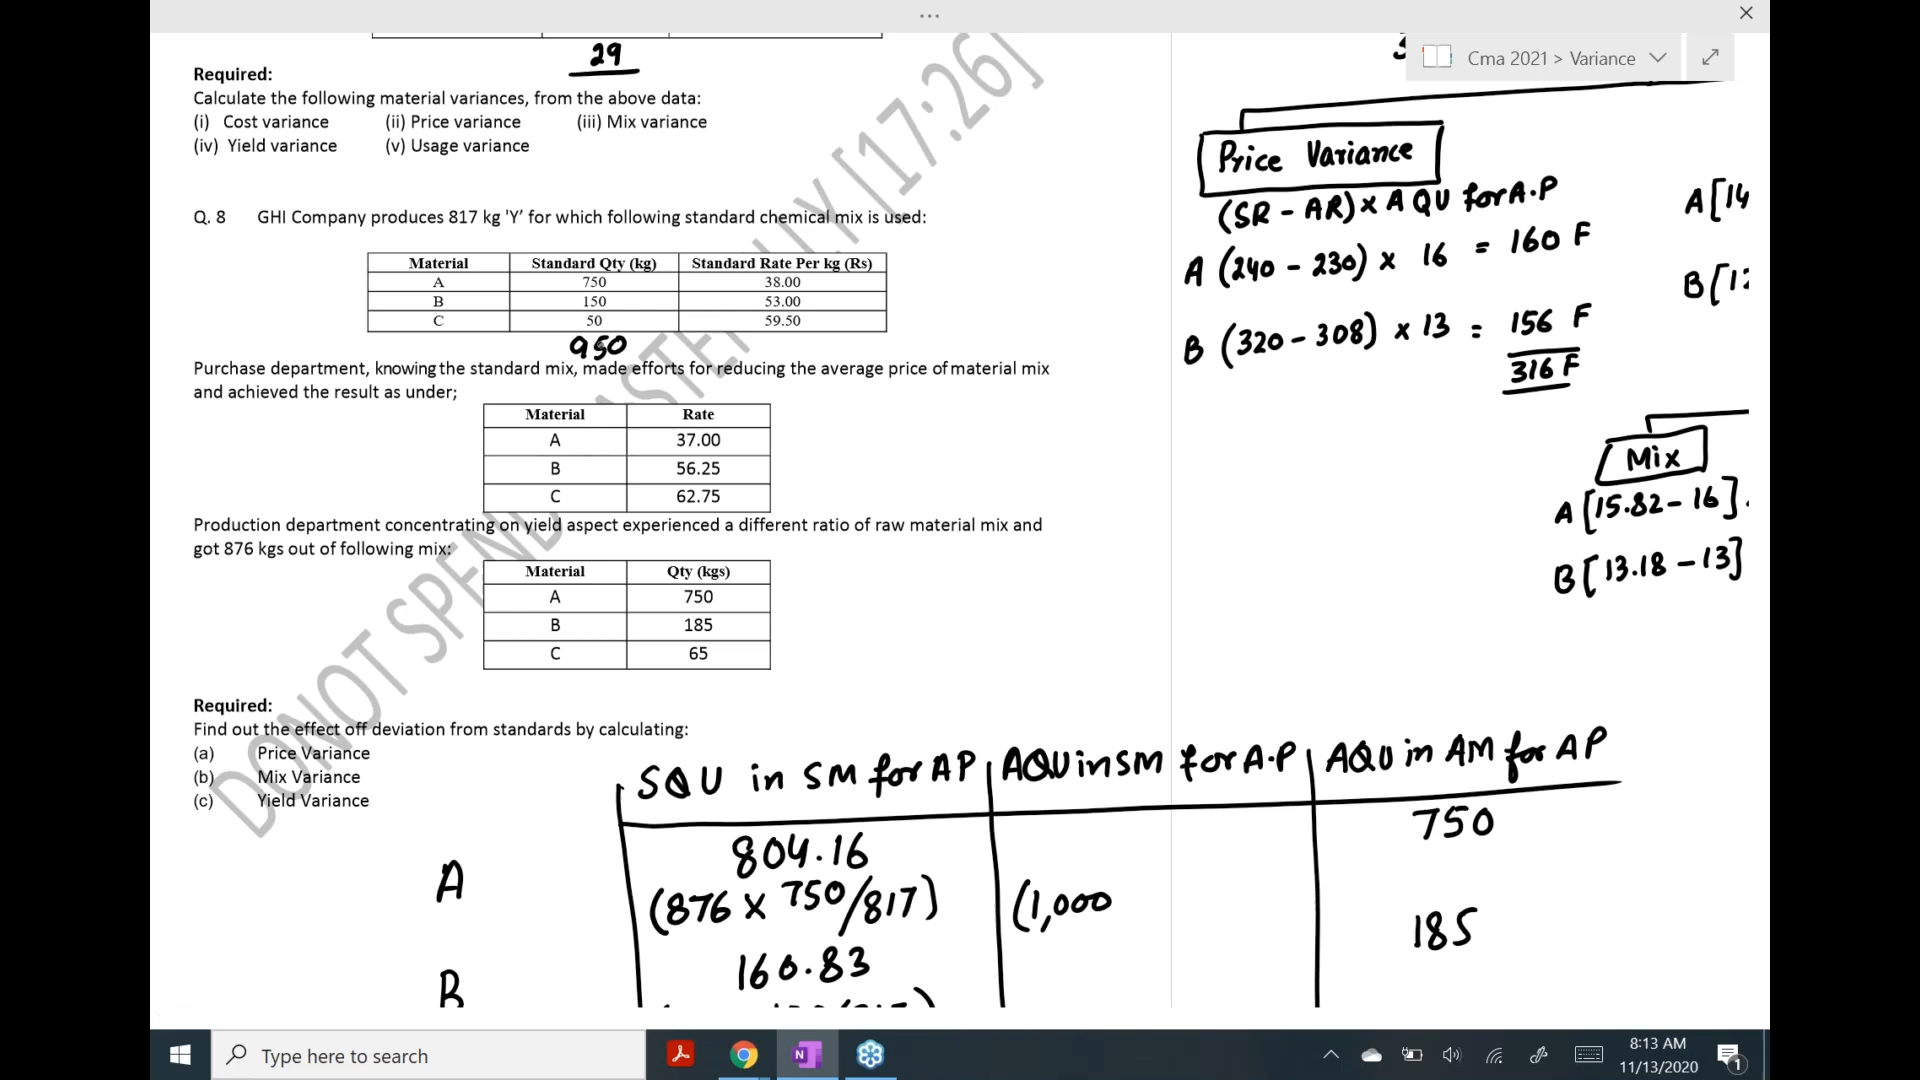 Cma 2021 > Variance
29
Required:
Calculate the following material variances, from the above data:
(i) Cost variance (ii) Price variance (iii) Mix variance
(iv) Yield variance (v) Usage variance
Q. 8 GHI Company produces 817 kg 'Y' for which following standard chemical mix is used:
Material Standard Qty (kg) Standard Rate Per kg (Rs)
A 750 38.00
B 150 53.00
C 50 59.50
950
Purchase department, knowing the standard mix, made efforts for reducing the average price of material mix
and achieved the result as under;
Material Rate
A 37.00
B 56.25
C 62.75
Production department concentrating on yield aspect experienced a different ratio of raw material mix and
got 876 kgs out of following mix:
Material Qty (kgs)
A 750
B 185
C 65
Required:
Find out the effect off deviation from standards by calculating:
(a) Price Variance
(b) Mix Variance
(c) Yield Variance
DONOT SPEND [17:26]
Price Variance
(SR - AR) x A QU for A.P
A (240 - 230) x 16 = 160 F
B (320 - 308) x 13 = 156 F
316 F
A[14
B[12
Mix
A [15.82 - 16]
B [13.18 - 13]
SQU in SM for AP AQU in SM for A.P AQU in AM for AP
A 804.16 750
(876 x 750/817) (1,000
B 160.83 185
Type here to search
8:13 AM
11/13/2020
1